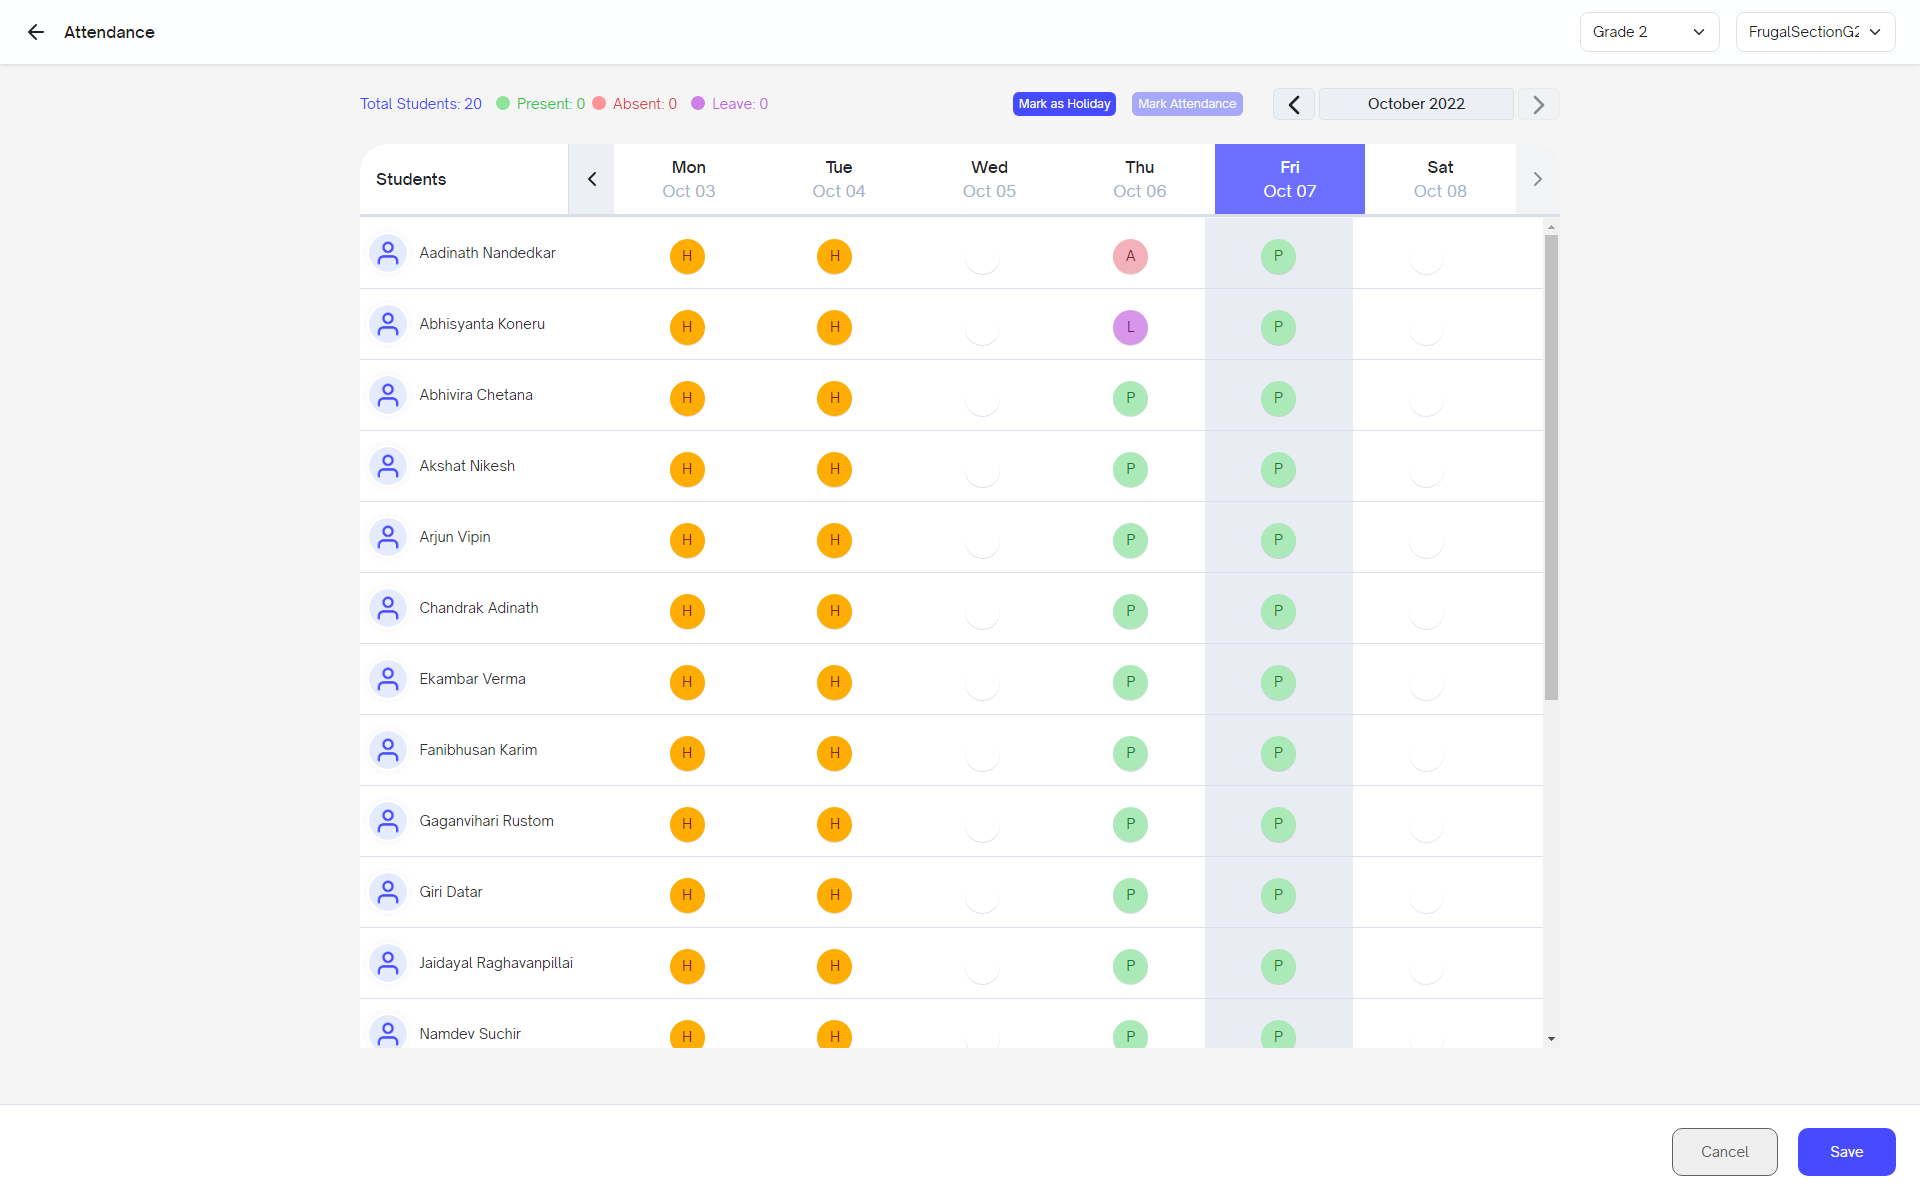 Attendance
Grade 2
FrugalSectionG2
Total Students: 20 Present: 0 Absent: 0 Leave: 0
Mark as Holiday
Mark Attendance
October 2022
Students
Mon
Oct 03
Tue
Oct 04
Wed
Oct 05
Thu
Oct 06
Fri
Oct 07
Sat
Oct 08
Aadinath Nandedkar H H A P
Abhisyanta Koneru H H L P
Abhivira Chetana H H P P
Akshat Nikesh H H P P
Arjun Vipin H H P P
Chandrak Adinath H H P P
Ekambar Verma H H P P
Fanibhusan Karim H H P P
Gaganvihari Rustom H H P P
Giri Datar H H P P
Jaidayal Raghavanpillai H H P P
Namdev Suchir H H P P
Cancel
Save